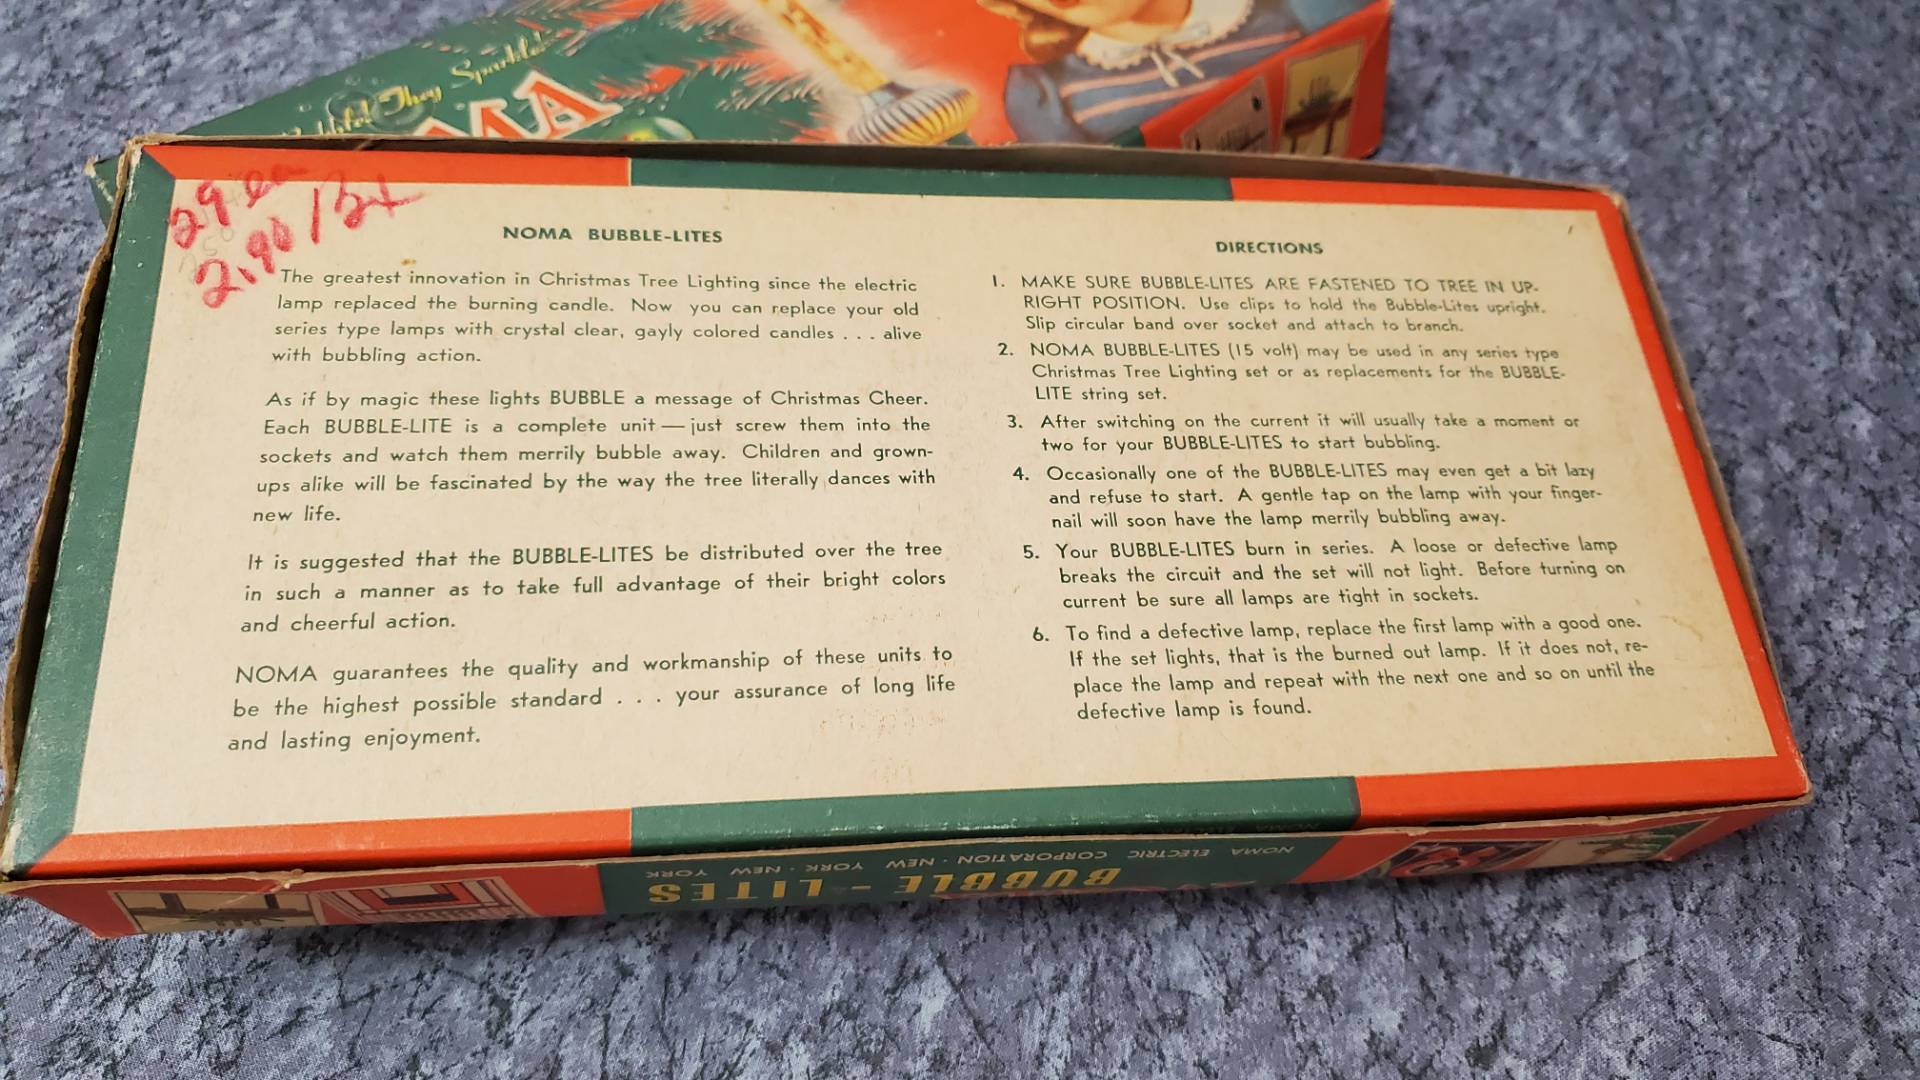 They Sparkle
MA
29 ea
2.90/Bx
NOMA BUBBLE-LITES
The greatest innovation in Christmas Tree Lighting since the electric
lamp replaced the burning candle. Now you can replace your old
series type lamps with crystal clear, gayly colored candles . . . alive
with bubbling action.
As if by magic these lights BUBBLE a message of Christmas Cheer.
Each BUBBLE-LITE is a complete unit — just screw them into the
sockets and watch them merrily bubble away. Children and grown-
ups alike will be fascinated by the way the tree literally dances with
new life.
It is suggested that the BUBBLE-LITES be distributed over the tree
in such a manner as to take full advantage of their bright colors
and cheerful action.
NOMA guarantees the quality and workmanship of these units to
be the highest possible standard . . . your assurance of long life
and lasting enjoyment.
DIRECTIONS
1. MAKE SURE BUBBLE-LITES ARE FASTENED TO TREE IN UP-
RIGHT POSITION. Use clips to hold the Bubble-Lites upright.
Slip circular band over socket and attach to branch.
2. NOMA BUBBLE-LITES (15 volt) may be used in any series type
Christmas Tree Lighting set or as replacements for the BUBBLE-
LITE string set.
3. After switching on the current it will usually take a moment or
two for your BUBBLE-LITES to start bubbling.
4. Occasionally one of the BUBBLE-LITES may even get a bit lazy
and refuse to start. A gentle tap on the lamp with your finger-
nail will soon have the lamp merrily bubbling away.
5. Your BUBBLE-LITES burn in series. A loose or defective lamp
breaks the circuit and the set will not light. Before turning on
current be sure all lamps are tight in sockets.
6. To find a defective lamp, replace the first lamp with a good one.
If the set lights, that is the burned out lamp. If it does not, re-
place the lamp and repeat with the next one and so on until the
defective lamp is found.
BUBBLE-LITES
NOMA ELECTRIC CORPORATION · NEW YORK · NEW YORK